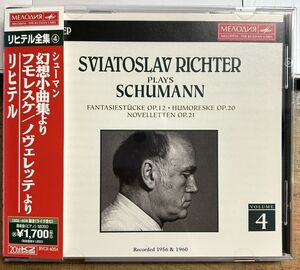 МЕЛОДИЯ
リヒテル全集④
シューマン
幻想小曲集より
フモレスケ/ノヴェレッテより
リヒテル
¥1,700
20bit K2
МЕЛОДИЯ
SVIATOSLAV RICHTER
PLAYS
SCHUMANN
FANTASIESTÜCKE OP.12 • HUMORESKE OP.20
NOVELLETTEN OP.21
VOLUME
4
Recorded 1956 & 1960